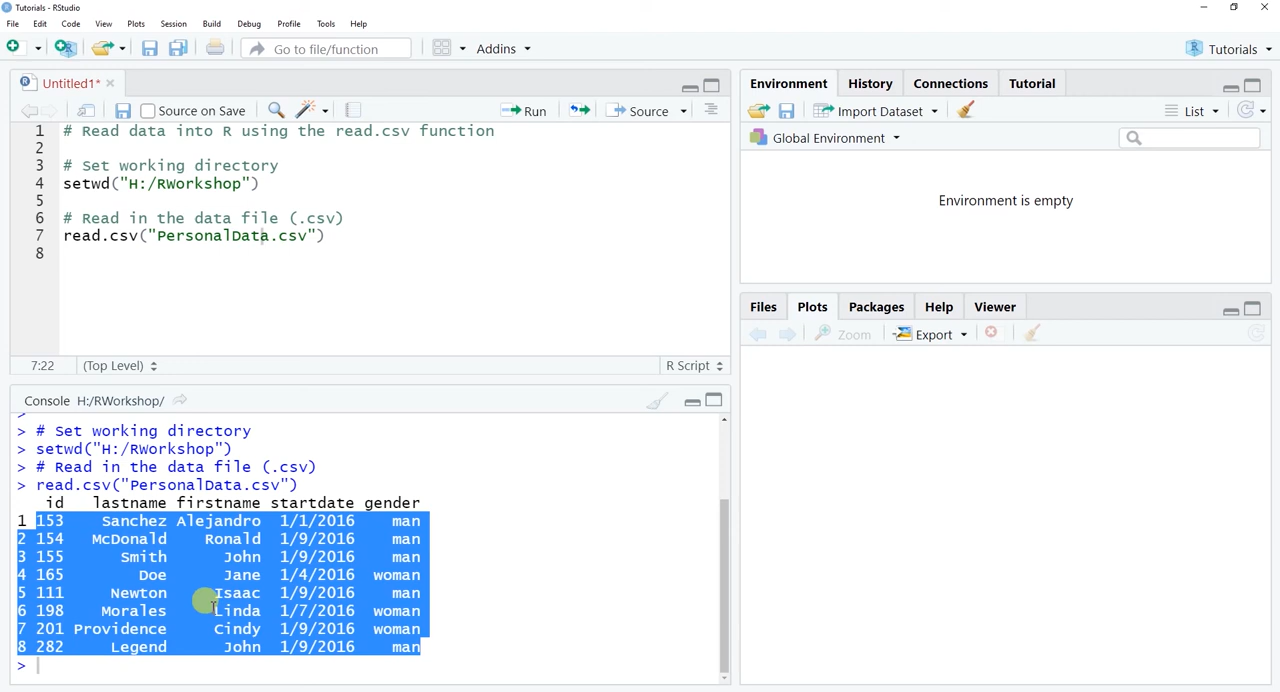 Tutorials - RStudio
File Edit Code View Plots Session Build Debug Profile Tools Help
Go to file/function Addins Tutorials
Untitled1*
Source on Save Run Source
1 # Read data into R using the read.csv function
2
3 # Set working directory
4 setwd("H:/RWorkshop")
5
6 # Read in the data file (.csv)
7 read.csv("PersonalData.csv")
8
7:22 (Top Level) R Script
Console H:/RWorkshop/
>
> # Set working directory
> setwd("H:/RWorkshop")
> # Read in the data file (.csv)
> read.csv("PersonalData.csv")
id lastname firstname startdate gender
1 153 Sanchez Alejandro 1/1/2016 man
2 154 McDonald Ronald 1/9/2016 man
3 155 Smith John 1/9/2016 man
4 165 Doe Jane 1/4/2016 woman
5 111 Newton Isaac 1/9/2016 man
6 198 Morales Linda 1/7/2016 woman
7 201 Providence Cindy 1/9/2016 woman
8 282 Legend John 1/9/2016 man
>
Environment History Connections Tutorial
Import Dataset List
Global Environment
Environment is empty
Files Plots Packages Help Viewer
Zoom Export